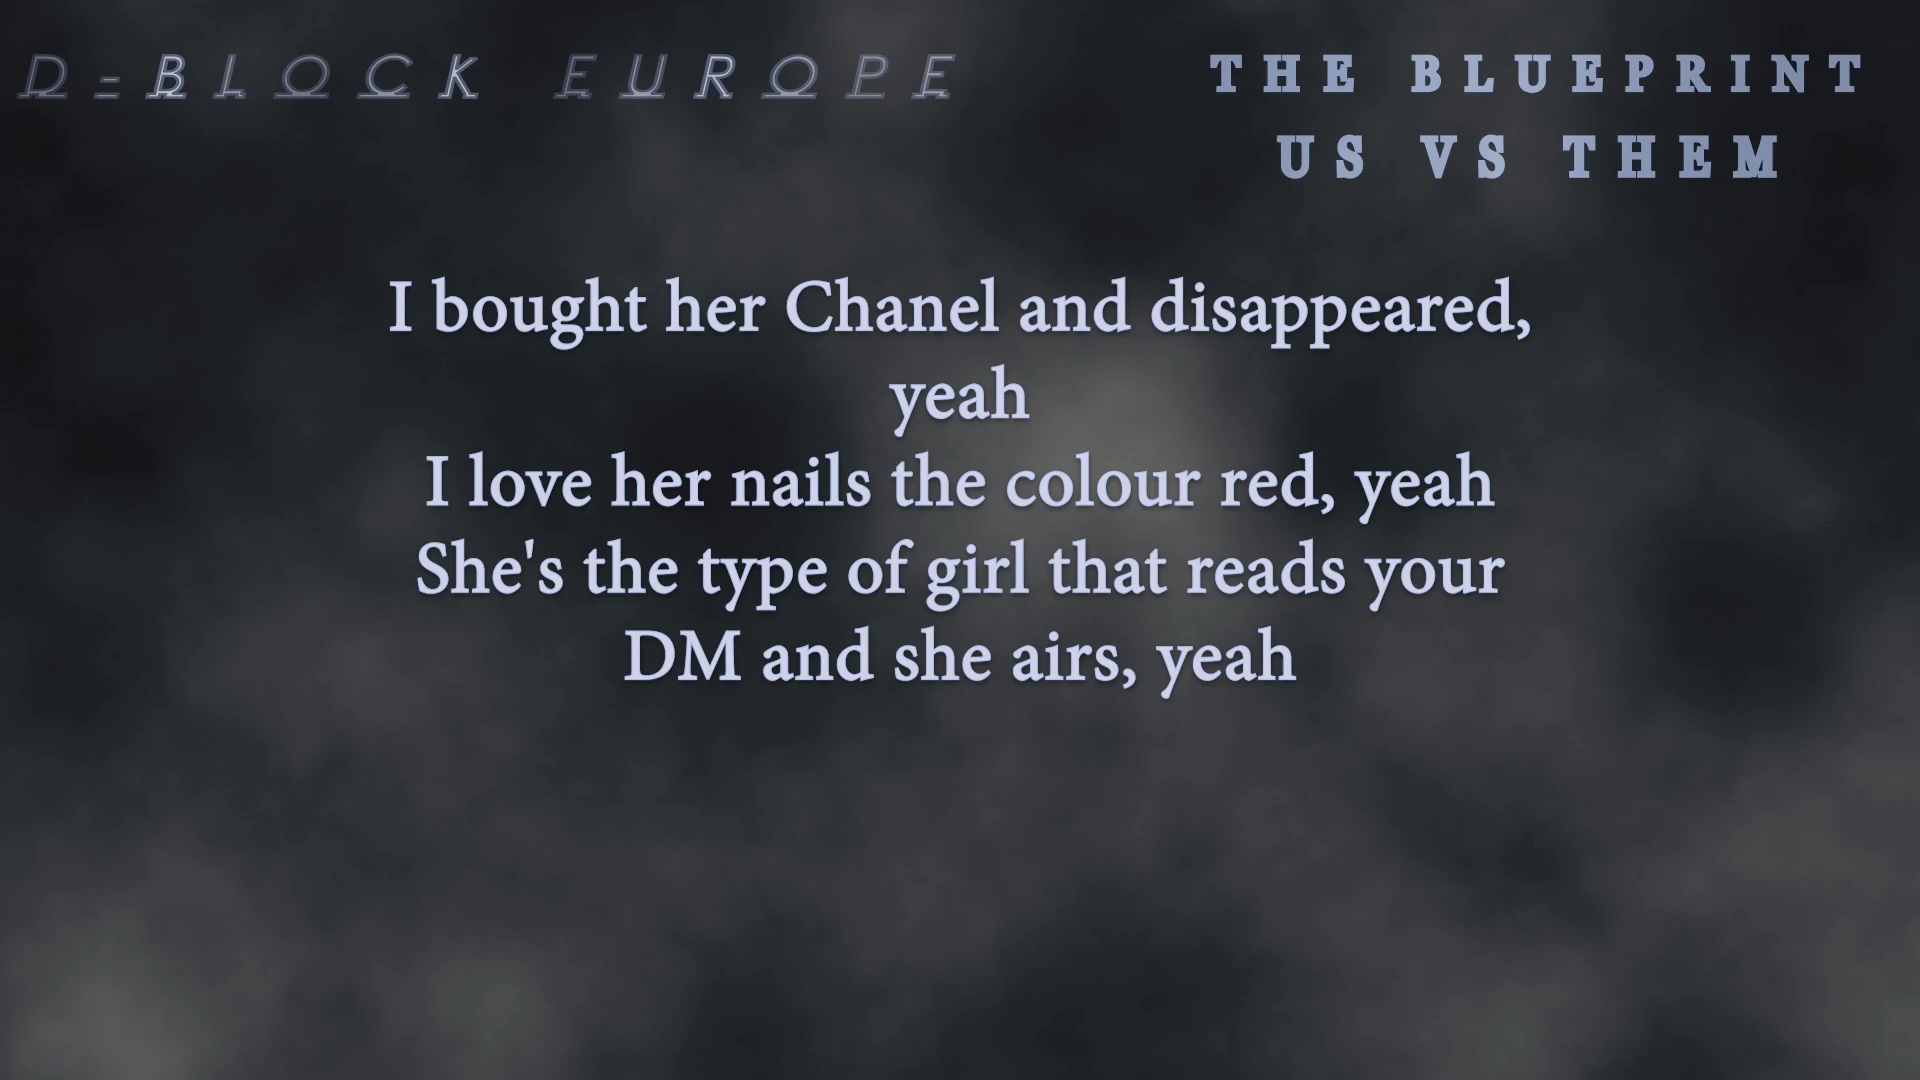 D-BLOCK EUROPE
THE BLUEPRINT
US VS THEM
I bought her Chanel and disappeared,
yeah
I love her nails the colour red, yeah
She's the type of girl that reads your
DM and she airs, yeah